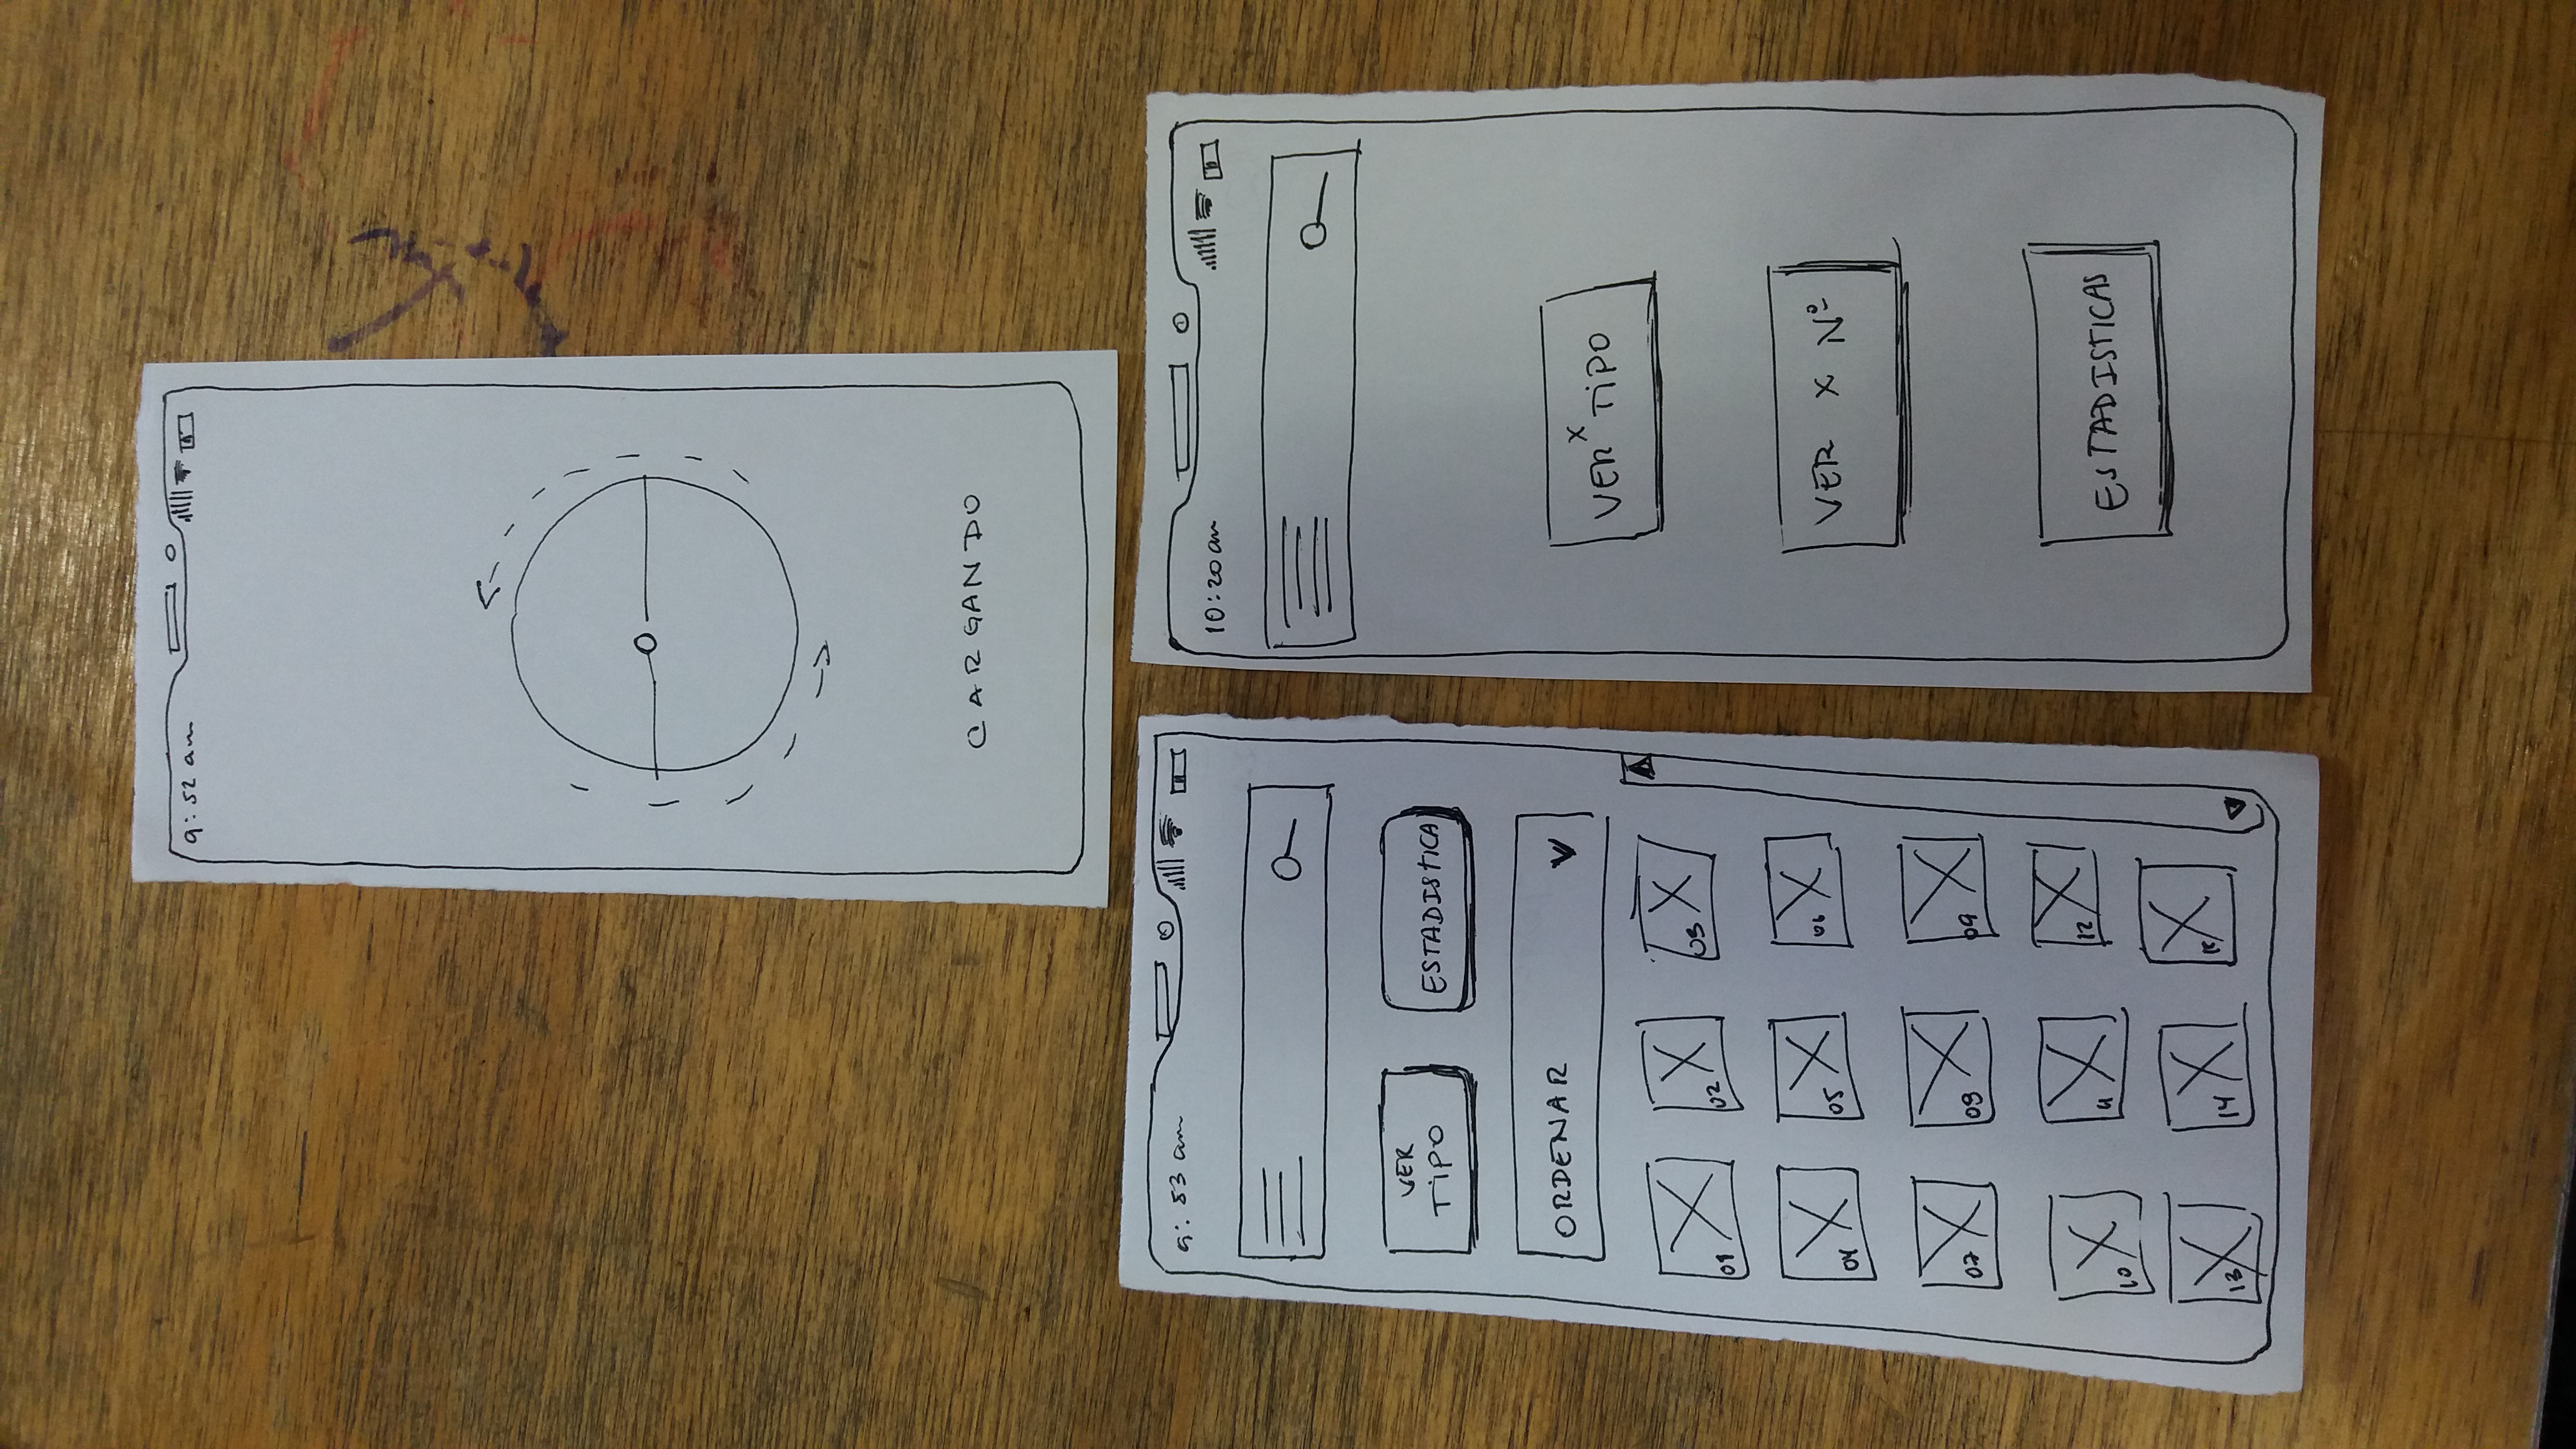 9:52 am
CARGANDO
9:53 am
VER
TIPO
ESTADISTICA
ORDENAR
01 02 03
04 05 06
07 08 09
10 11 12
13 14 15
10:20 am
VER X TIPO
VER X Nº
ESTADISTICAS